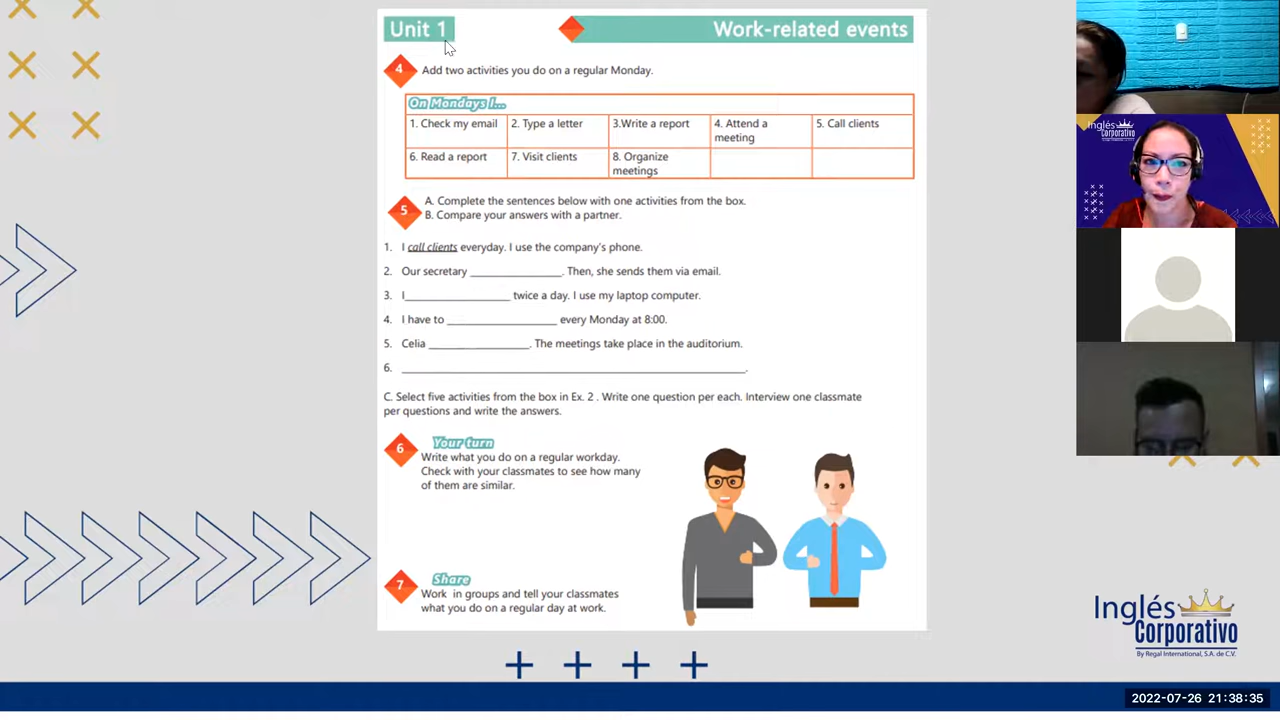 Unit 1
Work-related events
4
Add two activities you do on a regular Monday.
On Mondays I...
1. Check my email 2. Type a letter 3.Write a report 4. Attend a meeting 5. Call clients
6. Read a report 7. Visit clients 8. Organize meetings
5
A. Complete the sentences below with one activities from the box.
B. Compare your answers with a partner.
1. I call clients everyday. I use the company's phone.
2. Our secretary ______________. Then, she sends them via email.
3. I________________ twice a day. I use my laptop computer.
4. I have to _________________ every Monday at 8:00.
5. Celia ________________. The meetings take place in the auditorium.
6. _____________________________________________________.
C. Select five activities from the box in Ex. 2 . Write one question per each. Interview one classmate
per questions and write the answers.
6
Your turn
Write what you do on a regular workday.
Check with your classmates to see how many
of them are similar.
7
Share
Work in groups and tell your classmates
what you do on a regular day at work.
Inglés
Corporativo
Inglés
Corporativo
By Regal International, S.A. de C.V.
2022-07-26 21:38:35